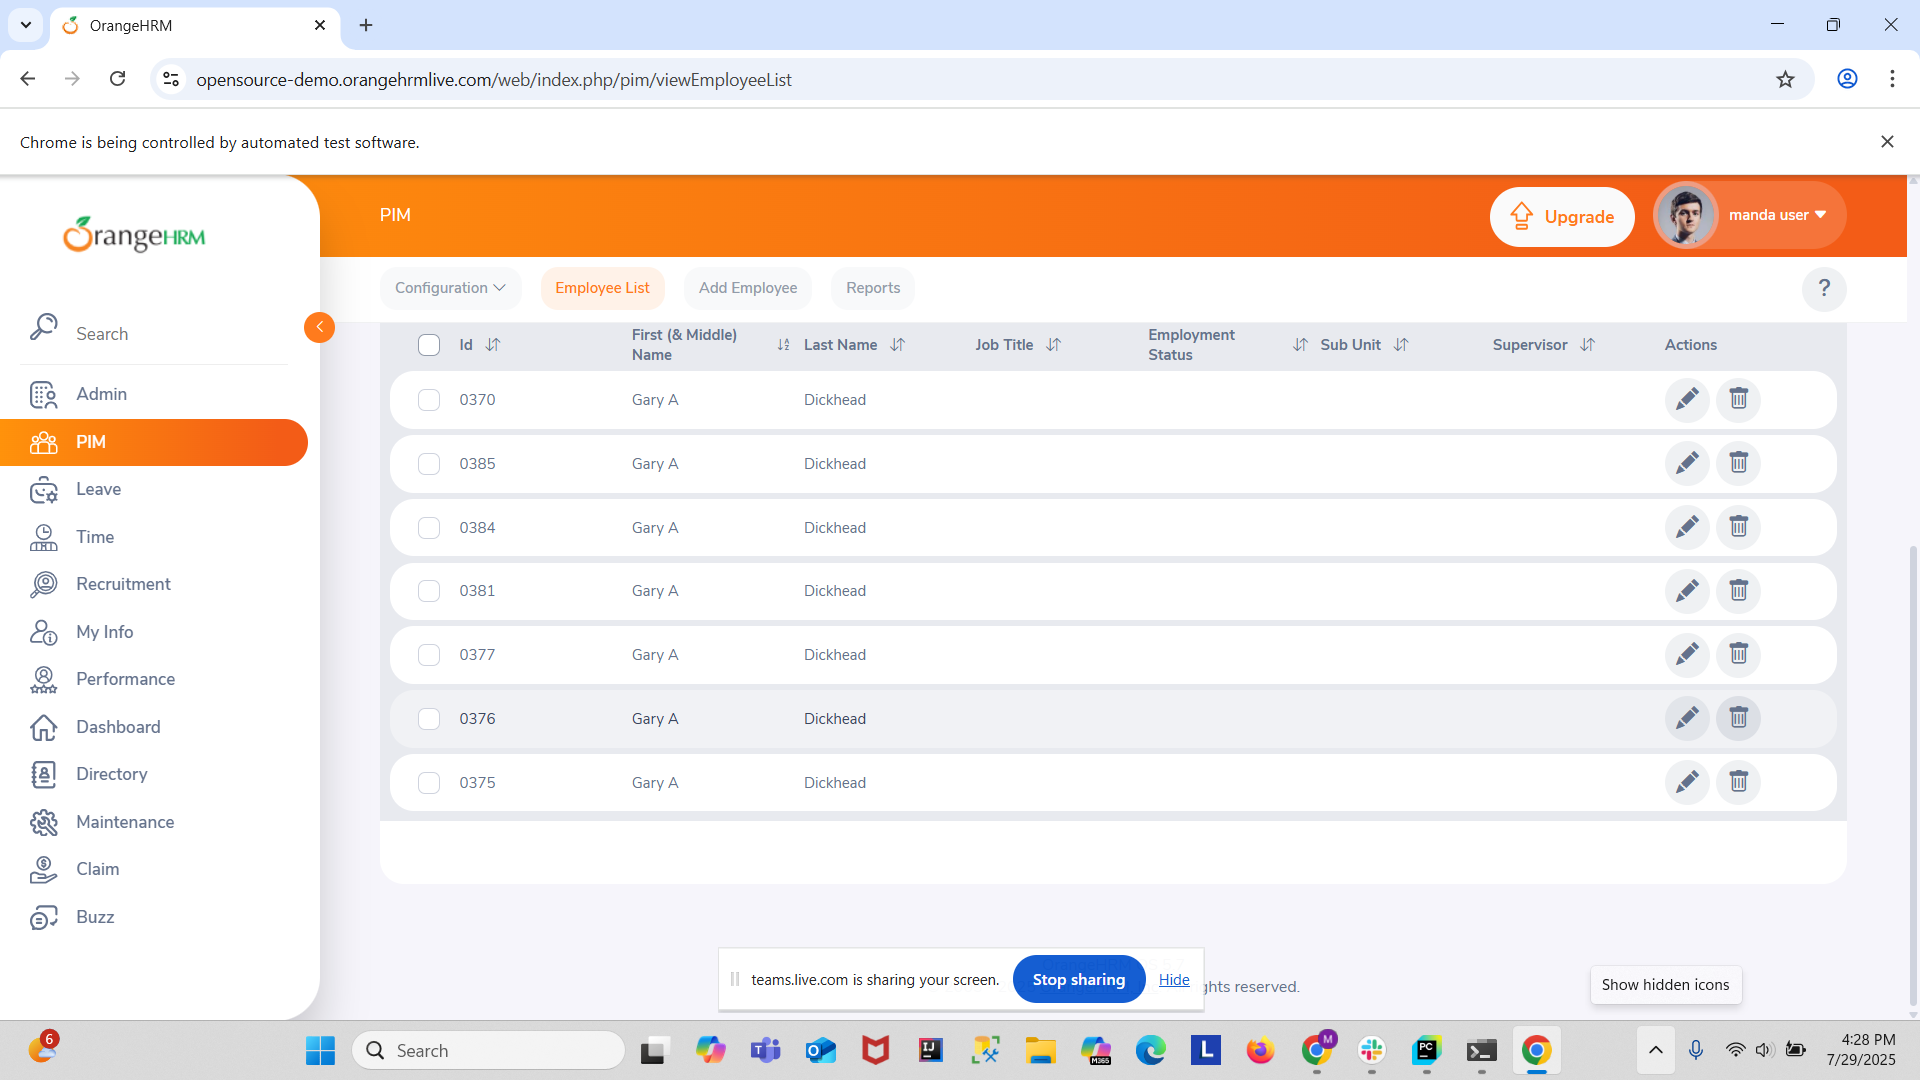 OrangeHRM
opensource-demo.orangehrmlive.com/web/index.php/pim/viewEmployeeList
Chrome is being controlled by automated test software.
OrangeHRM
PIM
Upgrade
manda user
Configuration
Employee List
Add Employee
Reports
?
Search
Admin
PIM
Leave
Time
Recruitment
My Info
Performance
Dashboard
Directory
Maintenance
Claim
Buzz
Id First (& Middle) Name Last Name Job Title Employment Status Sub Unit Supervisor Actions
0370 Gary A Dickhead
0385 Gary A Dickhead
0384 Gary A Dickhead
0381 Gary A Dickhead
0377 Gary A Dickhead
0376 Gary A Dickhead
0375 Gary A Dickhead
teams.live.com is sharing your screen. Stop sharing Hide
ghts reserved.
Show hidden icons
6
Search
M365
M
4:28 PM
7/29/2025